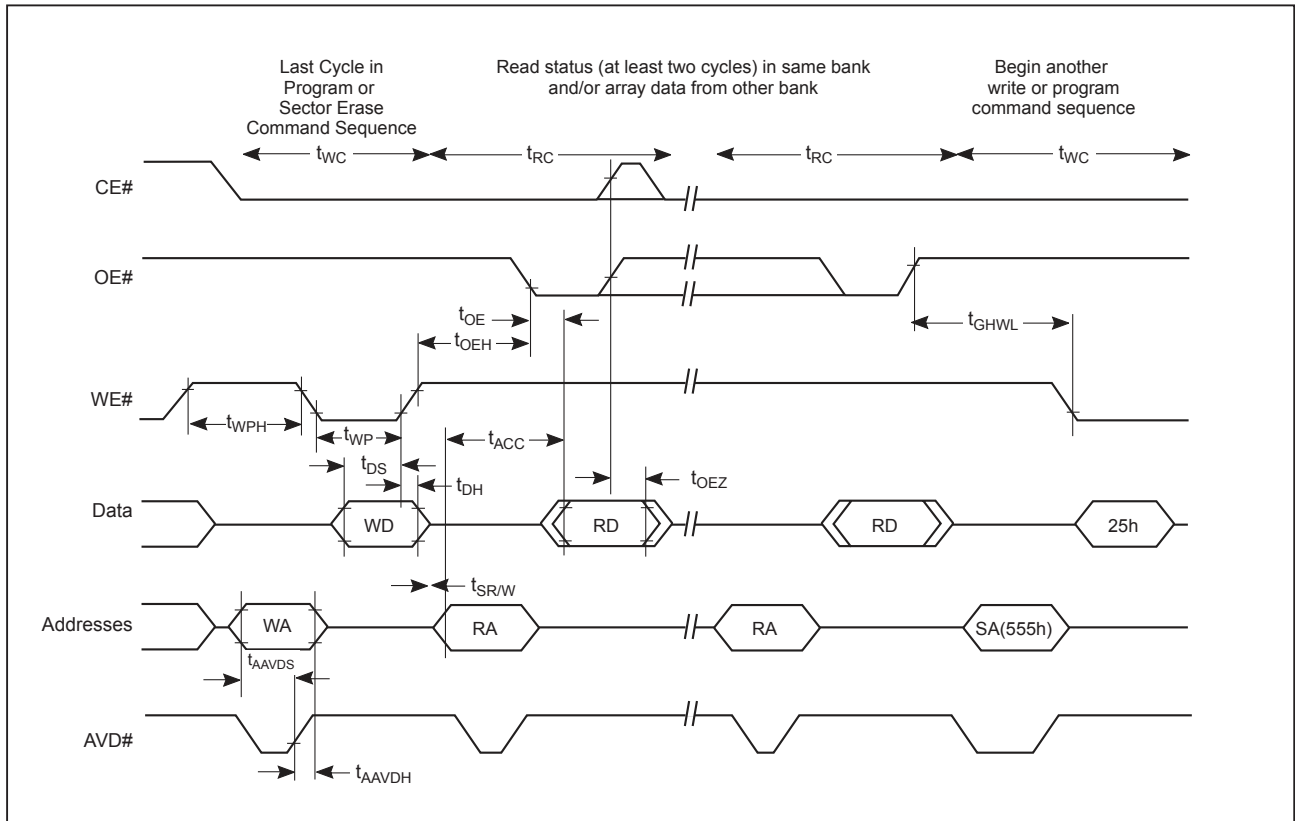 Last Cycle in
Program or
Sector Erase
Command Sequence
Read status (at least two cycles) in same bank
and/or array data from other bank
Begin another
write or program
command sequence
tWC
tRC
tRC
tWC
CE#
OE#
tOE
tOEH
tGHWL
WE#
tWPH
tWP
tACC
tDS
tDH
tOEZ
Data
WD
RD
RD
25h
tSR/W
Addresses
WA
RA
RA
SA(555h)
tAAVDS
AVD#
tAAVDH